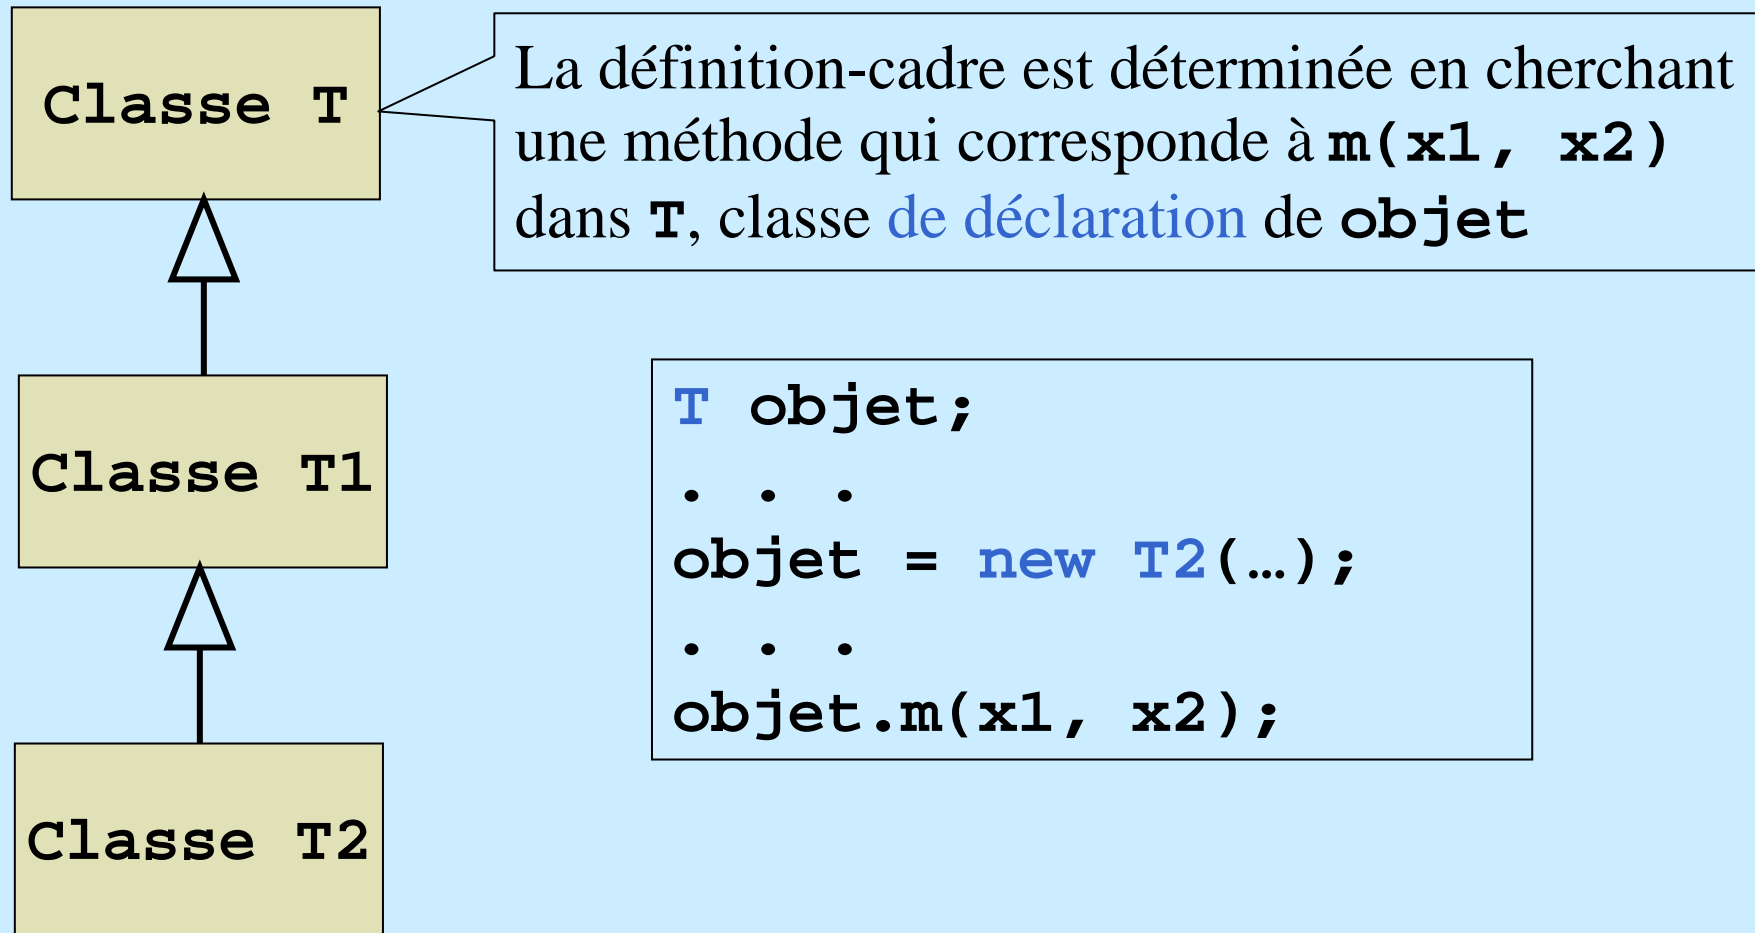 Classe T
La définition-cadre est déterminée en cherchant
une méthode qui corresponde à m(x1, x2)
dans T, classe de déclaration de objet
Classe T1
T objet;
. . .
objet = new T2(…);
. . .
objet.m(x1, x2);
Classe T2